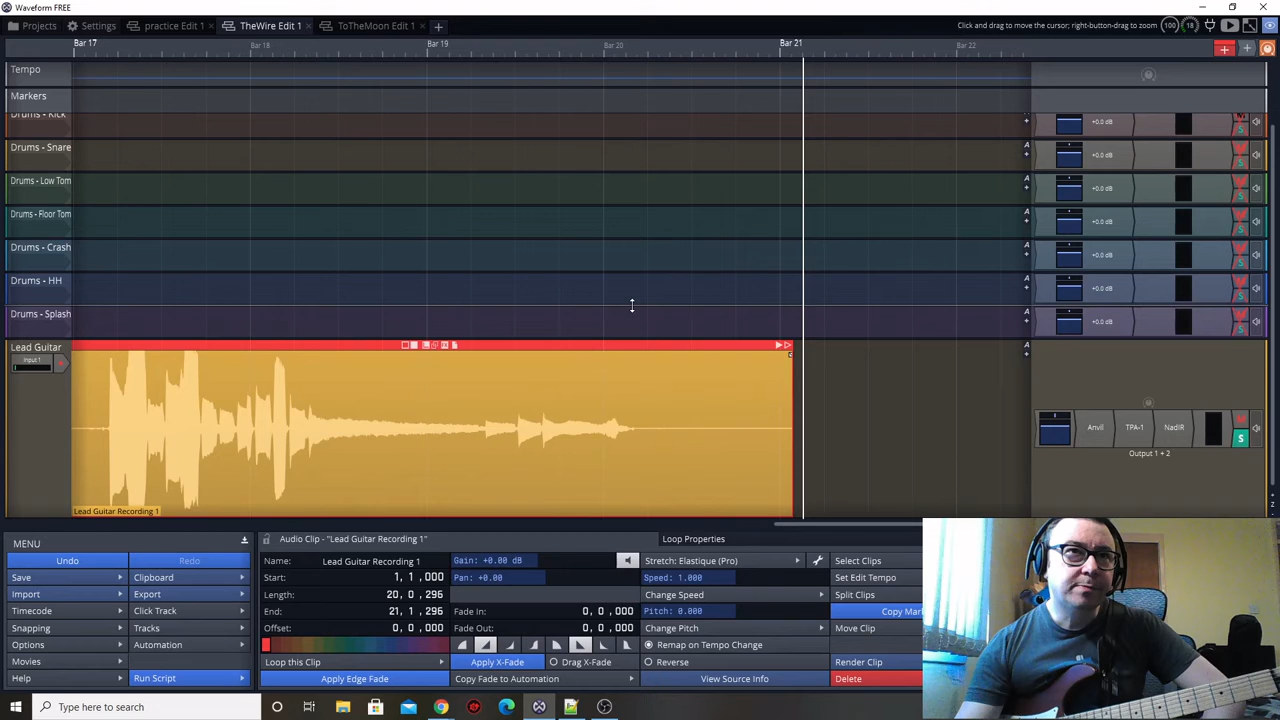 Waveform FREE
Projects
Settings
practice Edit 1
TheWire Edit 1
ToTheMoon Edit 1
Click and drag to move the cursor; right-button-drag to zoom
100
18
Bar 17
Bar 18
Bar 19
Bar 20
Bar 21
Bar 22
Tempo
Markers
Drums - Kick
A
+0.0 dB
S
Drums - Snare
A
+0.0 dB
S
Drums - Low Tom
A
+0.0 dB
S
Drums - Floor Tom
A
+0.0 dB
S
Drums - Crash
A
+0.0 dB
S
Drums - HH
A
+0.0 dB
S
Drums - Splash
A
+0.0 dB
S
Lead Guitar
A
Input 1
Anvil
TPA-1
NadIR
S
Output 1 + 2
Lead Guitar Recording 1
MENU
Undo
Redo
Save
Clipboard
Import
Export
Timecode
Click Track
Snapping
Tracks
Options
Automation
Movies
Help
Run Script
Audio Clip - "Lead Guitar Recording 1"
Loop Properties
Name:
Lead Guitar Recording 1
Start:
1, 1, 000
Length:
20, 0, 296
End:
21, 1, 296
Offset:
0, 0, 000
Loop this Clip
Apply Edge Fade
Gain: +0.00 dB
Pan: +0.00
Fade In:
0, 0, 000
Fade Out:
0, 0, 000
Apply X-Fade
Drag X-Fade
Copy Fade to Automation
Stretch: Elastique (Pro)
Speed: 1.000
Change Speed
Pitch: 0.000
Change Pitch
Remap on Tempo Change
Reverse
View Source Info
Select Clips
Set Edit Tempo
Split Clips
Copy Mar
Move Clip
Render Clip
Delete
Type here to search